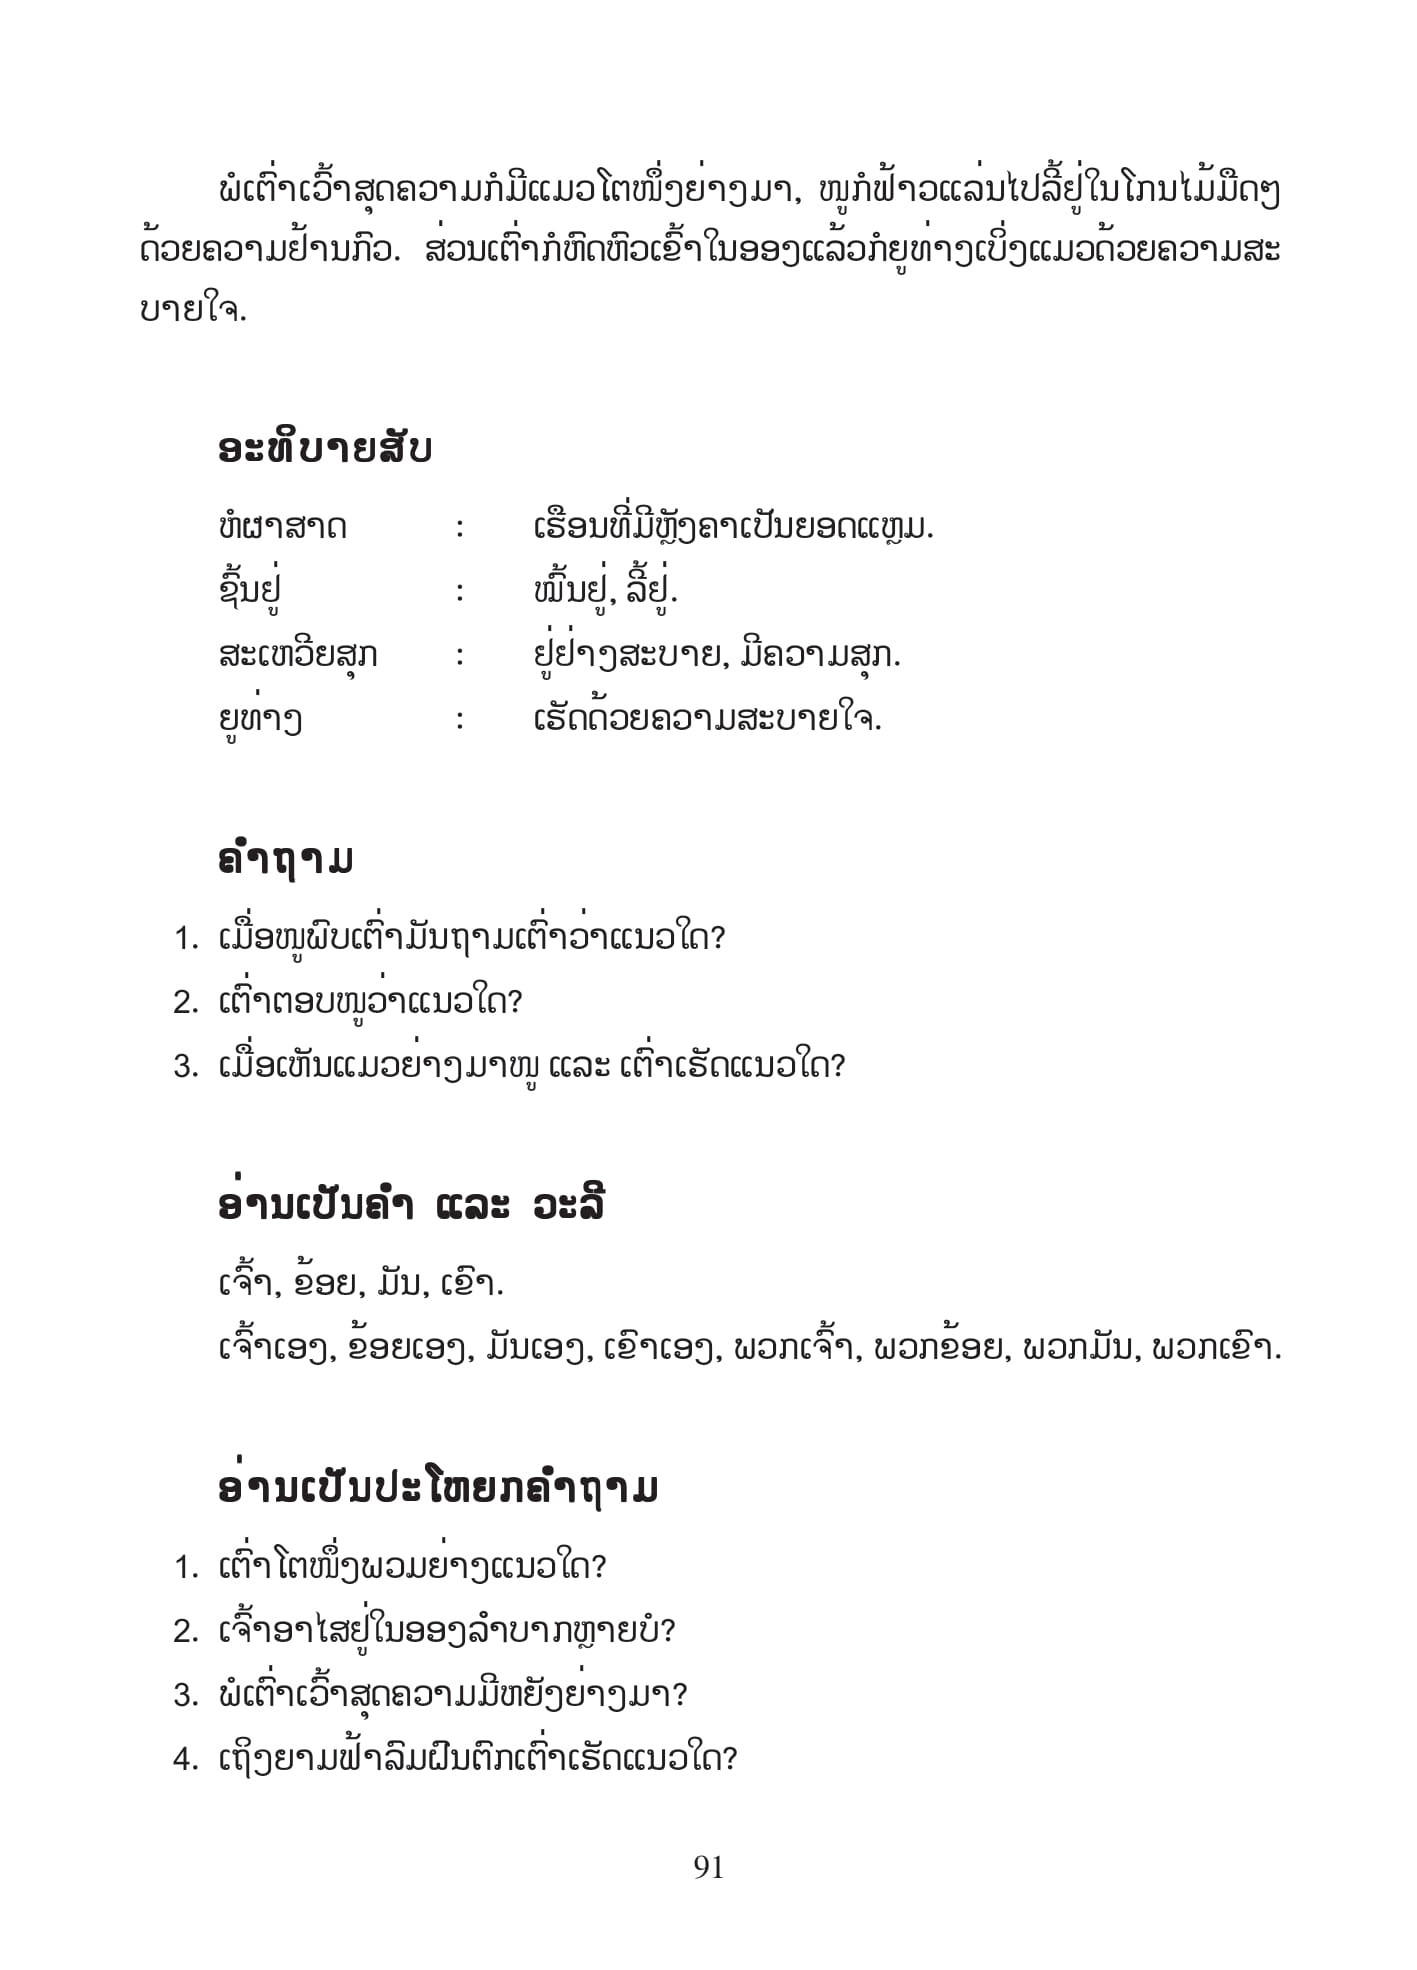 ພໍເຕົ່າເວົ້າສຸດຄວາມກໍມີແມວໂຕໜຶ່ງຍ່າງມາ, ໜູກໍຟ້າວແລ່ນໄປລີ້ຢູ່ໃນໂກນໄມ້ມືດໆ
ດ້ວຍຄວາມຢ້ານກົວ. ສ່ວນເຕົ່າກໍຫົດຫົວເຂົ້າໃນອອງແລ້ວກໍຍູທ່າງເບິ່ງແມວດ້ວຍຄວາມສະ
ບາຍໃຈ.
ອະທິບາຍສັບ
ຫໍຜາສາດ : ເຮືອນທີ່ມີຫຼັງຄາເປັນຍອດແຫຼມ.
ຊົ້ນຢູ່ : ໝົ້ນຢູ່, ລີ້ຢູ່.
ສະເຫວີຍສຸກ : ຢູ່ຢ່າງສະບາຍ, ມີຄວາມສຸກ.
ຍູທ່າງ : ເຮັດດ້ວຍຄວາມສະບາຍໃຈ.
ຄຳຖາມ
1. ເມື່ອໜູພົບເຕົ່າມັນຖາມເຕົ່າວ່າແນວໃດ?
2. ເຕົ່າຕອບໜູວ່າແນວໃດ?
3. ເມື່ອເຫັນແມວຍ່າງມາໜູ ແລະ ເຕົ່າເຮັດແນວໃດ?
ອ່ານເປັນຄຳ ແລະ ວະລີ
ເຈົ້າ, ຂ້ອຍ, ມັນ, ເຂົາ.
ເຈົ້າເອງ, ຂ້ອຍເອງ, ມັນເອງ, ເຂົາເອງ, ພວກເຈົ້າ, ພວກຂ້ອຍ, ພວກມັນ, ພວກເຂົາ.
ອ່ານເປັນປະໂຫຍກຄຳຖາມ
1. ເຕົ່າໂຕໜຶ່ງພວມຍ່າງແນວໃດ?
2. ເຈົ້າອາໄສຢູ່ໃນອອງລຳບາກຫຼາຍບໍ?
3. ພໍເຕົ່າເວົ້າສຸດຄວາມມີຫຍັງຍ່າງມາ?
4. ເຖິງຍາມຟ້າລົມຝົນຕົກເຕົ່າເຮັດແນວໃດ?
91